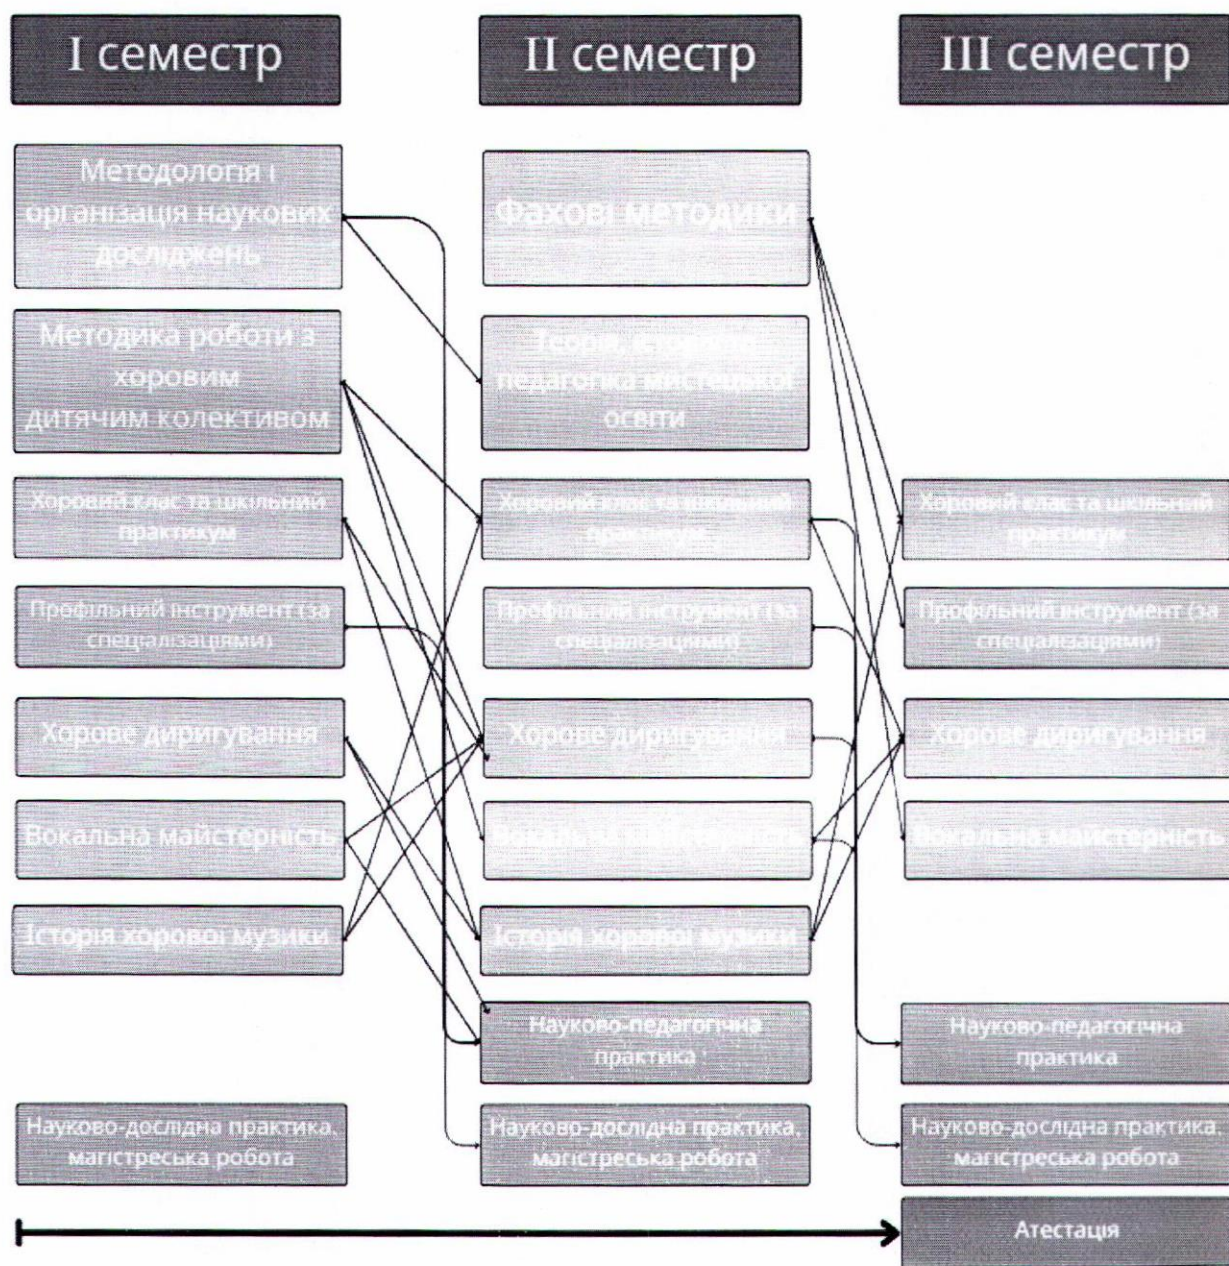 I семестр
II семестр
III семестр
Методологія і
організація наукових
досліджень
Фахові методики
Методика роботи з
хоровим
дитячим колективом
Теорія,
педагогіка мистецької
освіти
Хоровий клас та шкільний
практикум
Хоровий клас та шкільний
практикум
Хоровий клас та шкільний
практикум
Профільний інструмент (за
спеціалізаціями)
Профільний інструмент (за
спеціалізаціями)
Профільний інструмент (за
спеціалізаціями)
Хорове диригування
Хорове диригування
Хорове диригування
Вокальна майстерність
Вокальна майстерність
Вокальна майстерність
Історія хорової музики
Історія хорової музики
Науково-педагогічна
практика
Науково-педагогічна
практика
Науково-дослідна практика,
магістреська робота
Науково-дослідна практика,
магістреська робота
Науково-дослідна практика,
магістреська робота
Атестація